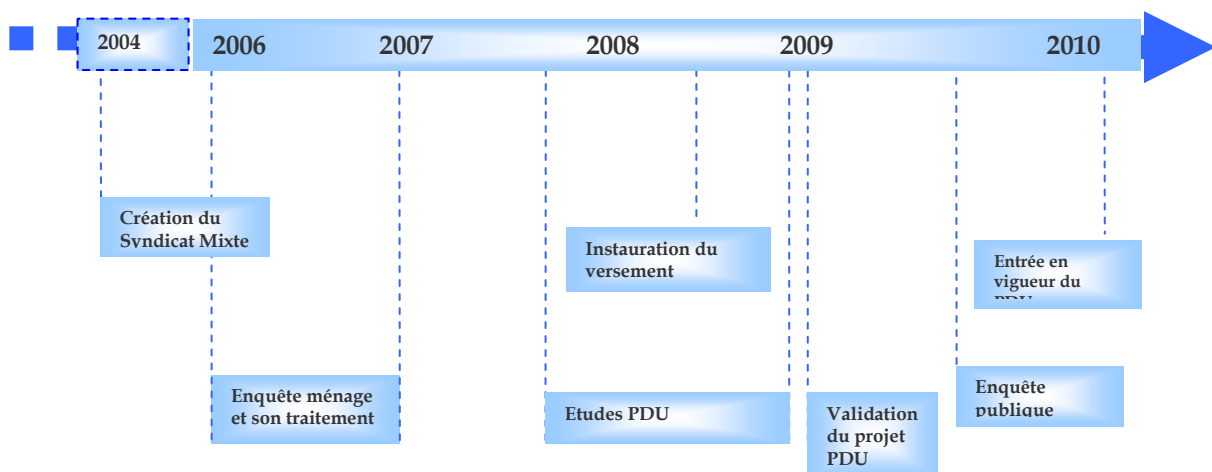 2004
2006
2007
2008
2009
2010
Création du
Syndicat Mixte
Instauration du
versement
Entrée en
vigueur du
PDU
Enquête ménage
et son traitement
Etudes PDU
Validation
du projet
PDU
Enquête
publique